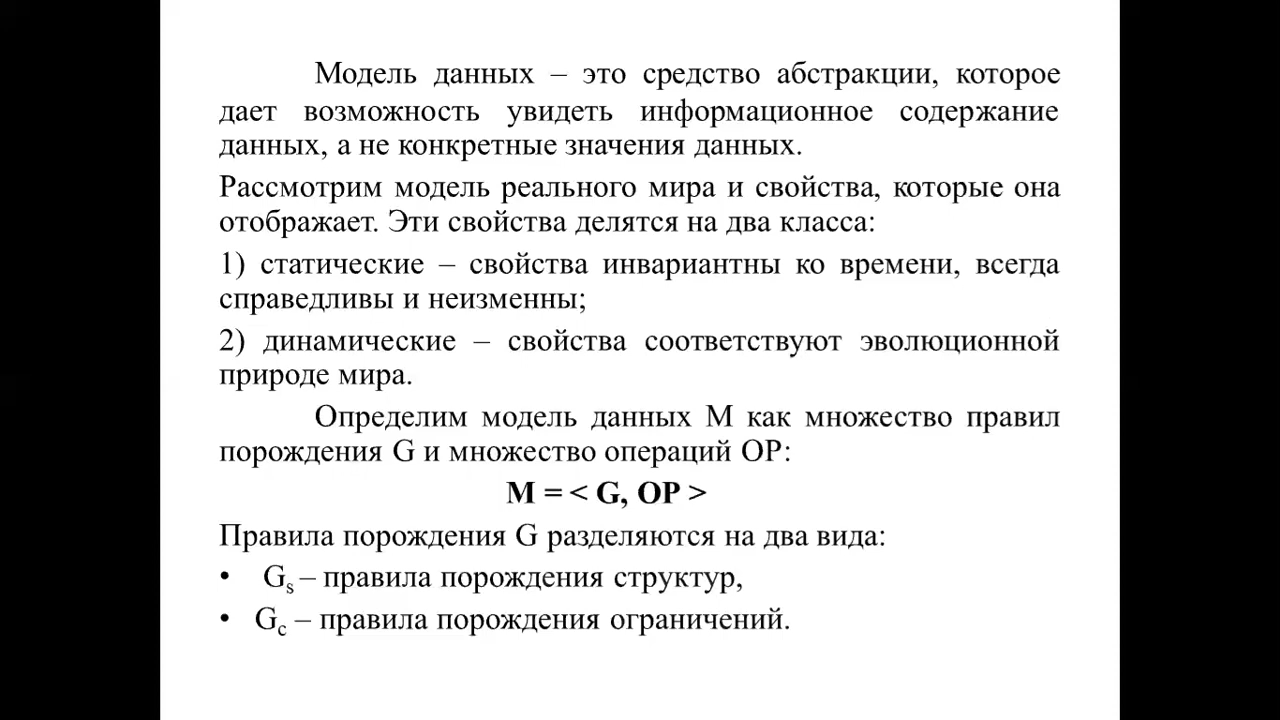 Модель данных – это средство абстракции, которое
дает возможность увидеть информационное содержание
данных, а не конкретные значения данных.
Рассмотрим модель реального мира и свойства, которые она
отображает. Эти свойства делятся на два класса:
1) статические – свойства инвариантны ко времени, всегда
справедливы и неизменны;
2) динамические – свойства соответствуют эволюционной
природе мира.
Определим модель данных M как множество правил
порождения G и множество операций OP:
M = < G, OP >
Правила порождения G разделяются на два вида:
• Gs – правила порождения структур,
• Gc – правила порождения ограничений.